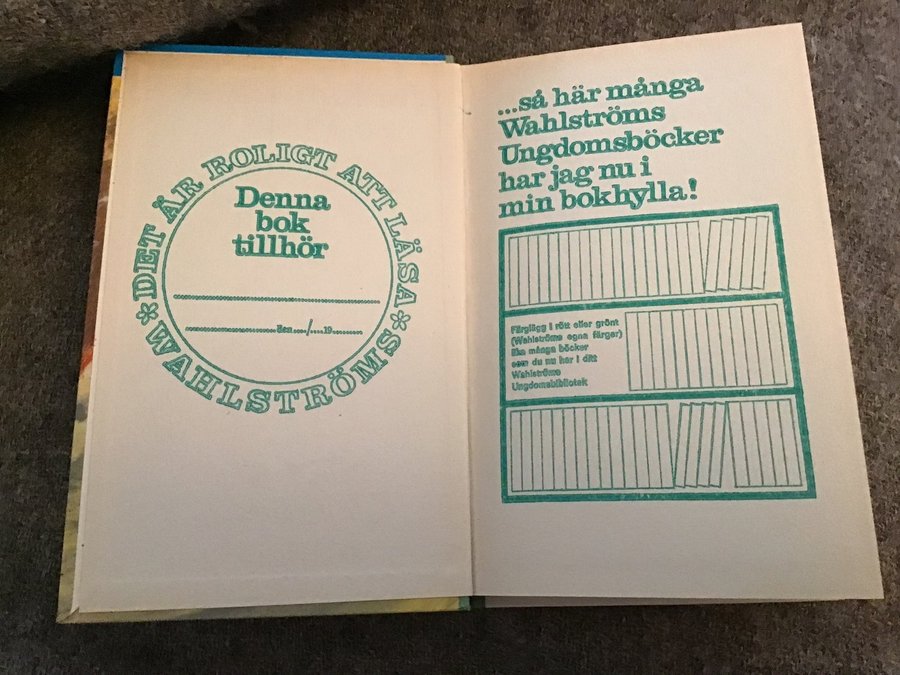 *DET ÄR ROLIGT ATT LÄSA*
WAHLSTRÖMS
Denna
bok
tillhör
den..../....19.........
...så här många
Wahlströms
Ungdomsböcker
har jag nu i
min bokhylla!
Färglägg i rött eller grönt
(Wahlströms egna färger)
lika många böcker
som du nu har i ditt
Wahlströms
Ungdomsbibliotek